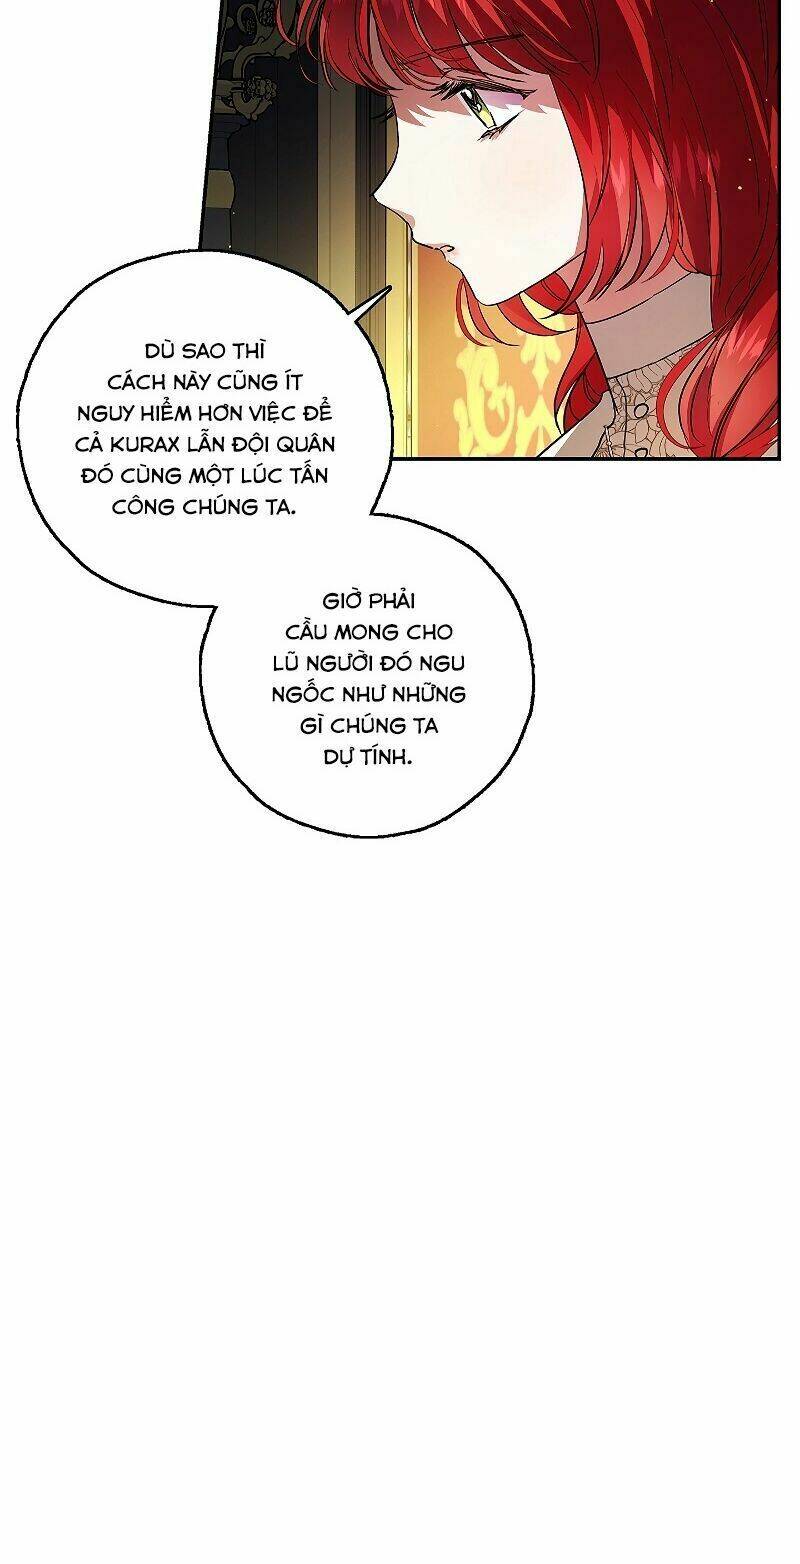 DÙ SAO THÌ
CÁCH NÀY CŨNG ÍT
NGUY HIỂM HƠN VIỆC ĐỂ
CẢ KURAX LẪN ĐỘI QUÂN
ĐÓ CÙNG MỘT LÚC TẤN
CÔNG CHÚNG TA.
GIỜ PHẢI
CẦU MONG CHO
LŨ NGƯỜI ĐÓ NGU
NGỐC NHƯ NHỮNG
GÌ CHÚNG TA
DỰ TÍNH.